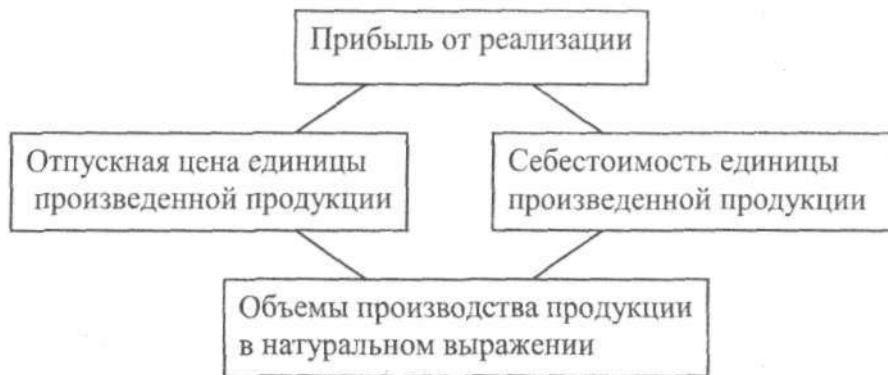 Прибыль от реализации
Отпускная цена единицы
произведенной продукции
Себестоимость единицы
произведенной продукции
Объемы производства продукции
в натуральном выражении